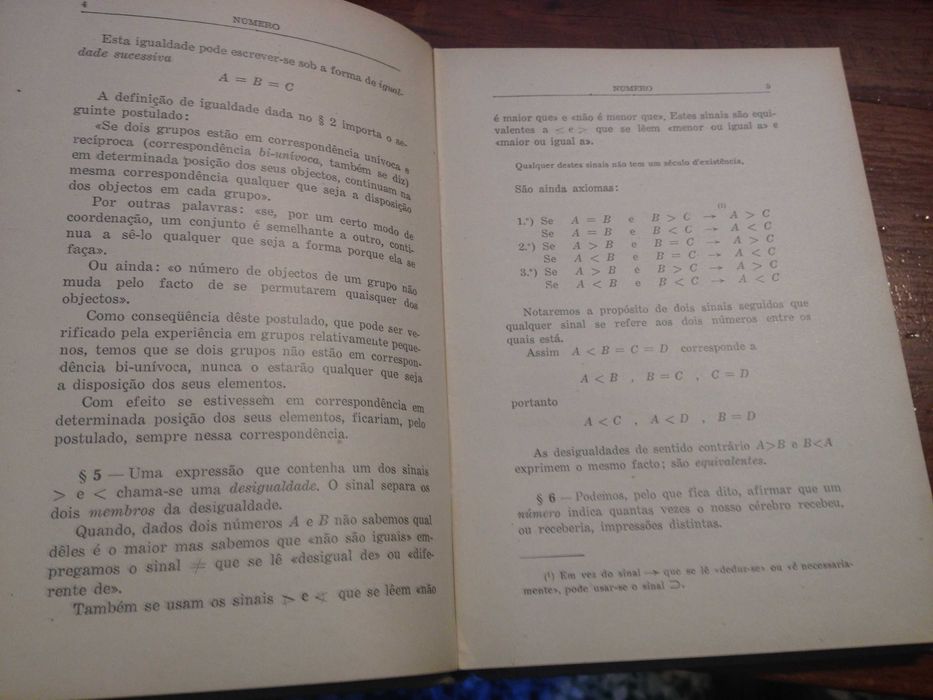 4
NÚMERO
Esta igualdade pode escrever-se sob a forma de igual-
dade sucessiva
A = B = C
A definição de igualdade dada no § 2 importa o se-
guinte postulado:
«Se dois grupos estão em correspondência unívoca e
recíproca (correspondência bi-unívoca, também se diz)
em determinada posição dos seus objectos, continuam na
mesma correspondência qualquer que seja a disposição
dos objectos em cada grupo».
Por outras palavras: «se, por um certo modo de
coordenação, um conjunto é semelhante a outro, conti-
nua a sê-lo qualquer que seja a forma porque ela se
faça».
Ou ainda: «o número de objectos de um grupo não
muda pelo facto de se permutarem quaisquer dos
objectos».
Como conseqüência dêste postulado, que pode ser ve-
rificado pela experiência em grupos relativamente peque-
nos, temos que se dois grupos não estão em correspon-
dência bi-unívoca, nunca o estarão qualquer que seja
a disposição dos seus elementos.
Com efeito se estivessem em correspondência em
determinada posição dos seus elementos, ficariam, pelo
postulado, sempre nessa correspondência.
§ 5 — Uma expressão que contenha um dos sinais
> e < chama-se uma desigualdade. O sinal separa os
dois membros da desigualdade.
Quando, dados dois números A e B não sabemos qual
dêles é o maior mas sabemos que «não são iguais» em-
pregamos o sinal ≠ que se lê «desigual de» ou «dife-
rente de».
Também se usam os sinais > e < que se lêem «não
NÚMERO
5
é maior que» e «não é menor que». Estes sinais são equi-
valentes a < e > que se lêem «menor ou igual a» e
«maior ou igual a».
Qualquer destes sinais não tem um século d'existência.
São ainda axiomas:
(1)
1.º) Se A = B e B > C → A > C
Se A = B e B < C → A < C
2.º) Se A > B e B = C → A > C
Se A < B e B = C → A < C
3.º) Se A > B e B > C → A > C
Se A < B e B < C → A < C
Notaremos a propósito de dois sinais seguidos que
qualquer sinal se refere aos dois números entre os
quais está.
Assim A < B = C = D corresponde a
A < B , B = C , C = D
portanto
A < C , A < D , B = D
As desigualdades de sentido contrário A>B e B<A
exprimem o mesmo facto; são equivalentes.
§ 6 — Podemos, pelo que fica dito, afirmar que um
número indica quantas vezes o nosso cérebro recebeu,
ou receberia, impressões distintas.
(¹) Em vez do sinal → que se lê «dedur-se» ou «é necessaria-
mente», pode usar-se o sinal ⊃.